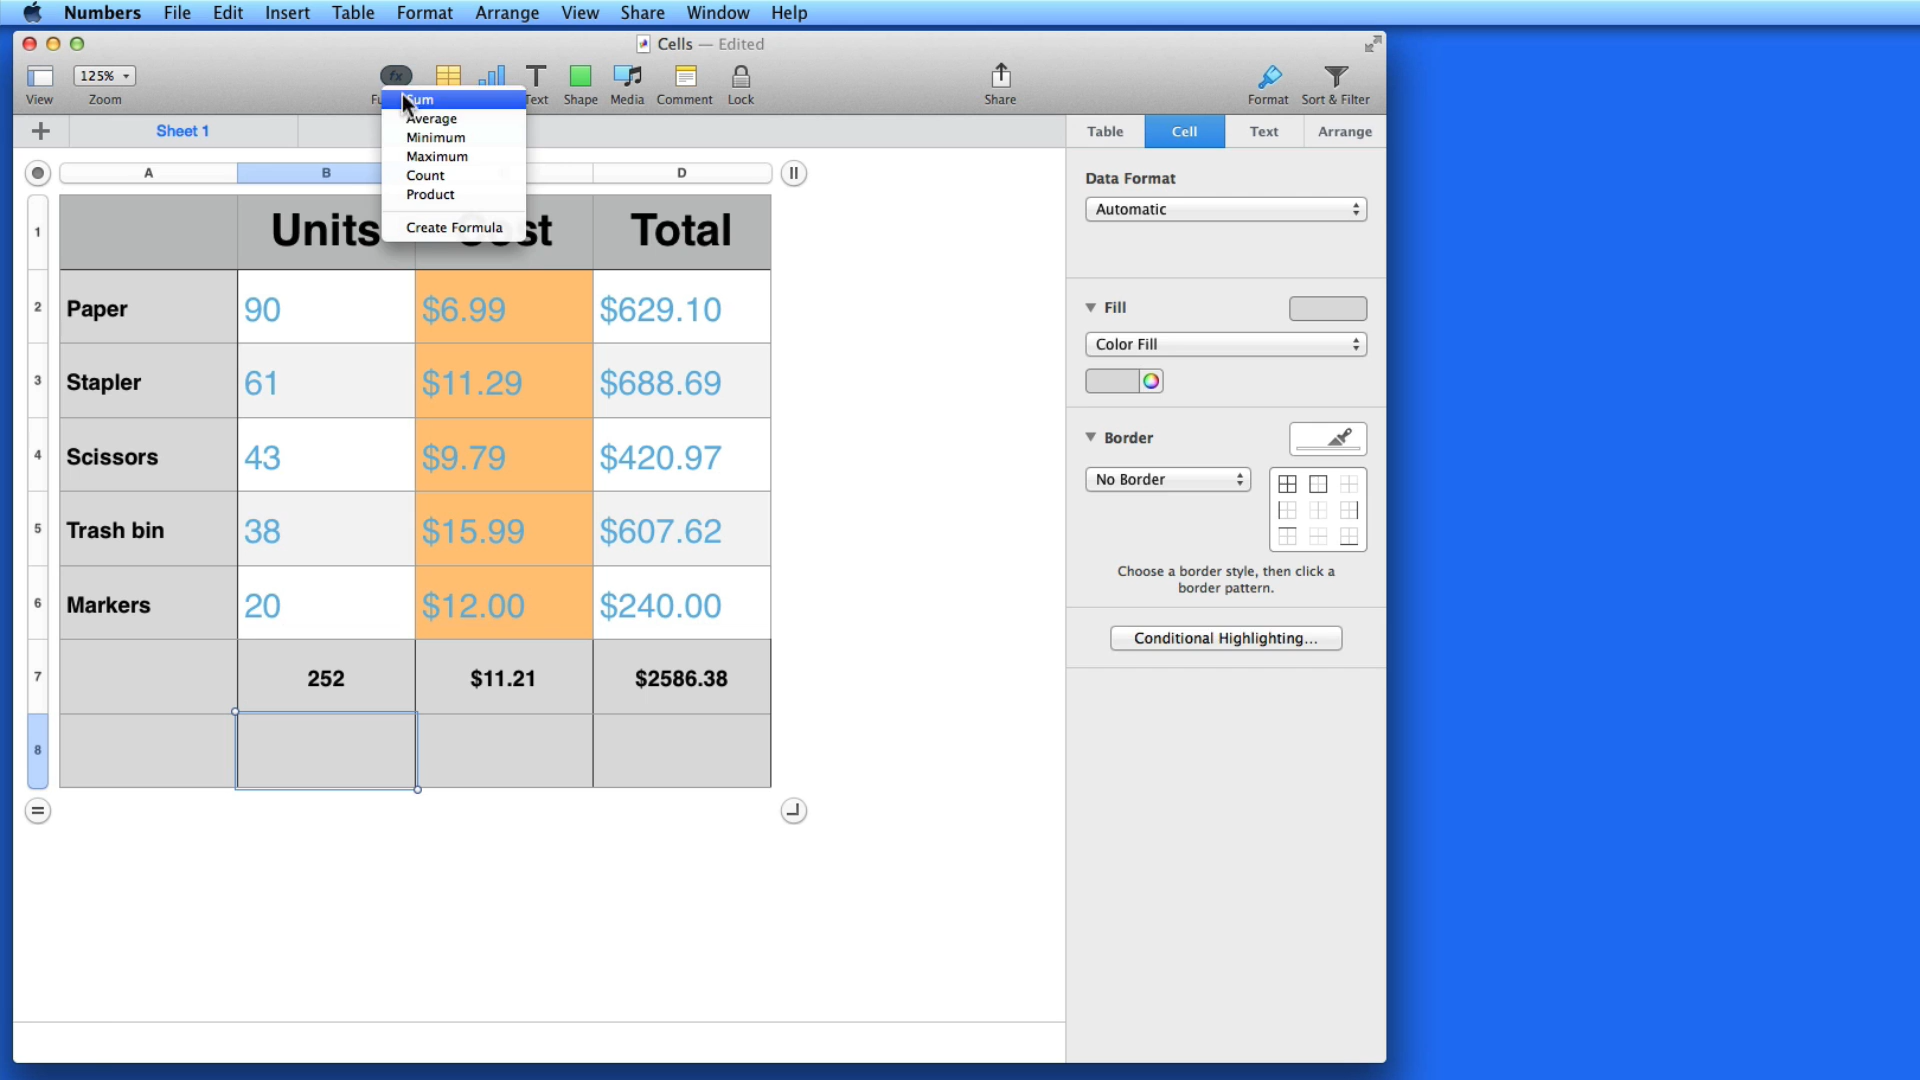 Numbers File Edit Insert Table Format Arrange View Share Window Help
Cells — Edited
125% fx
View Zoom Text Shape Media Comment Lock Share Format Sort & Filter
Sum
Average
Minimum
Maximum
Count
Product
Create Formula
Sheet 1
Table Cell Text Arrange
A B D
1 Units Total
2 Paper 90 $6.99 $629.10
3 Stapler 61 $11.29 $688.69
4 Scissors 43 $9.79 $420.97
5 Trash bin 38 $15.99 $607.62
6 Markers 20 $12.00 $240.00
7 252 $11.21 $2586.38
8
Data Format
Automatic
Fill
Color Fill
Border
No Border
Choose a border style, then click a
border pattern.
Conditional Highlighting...